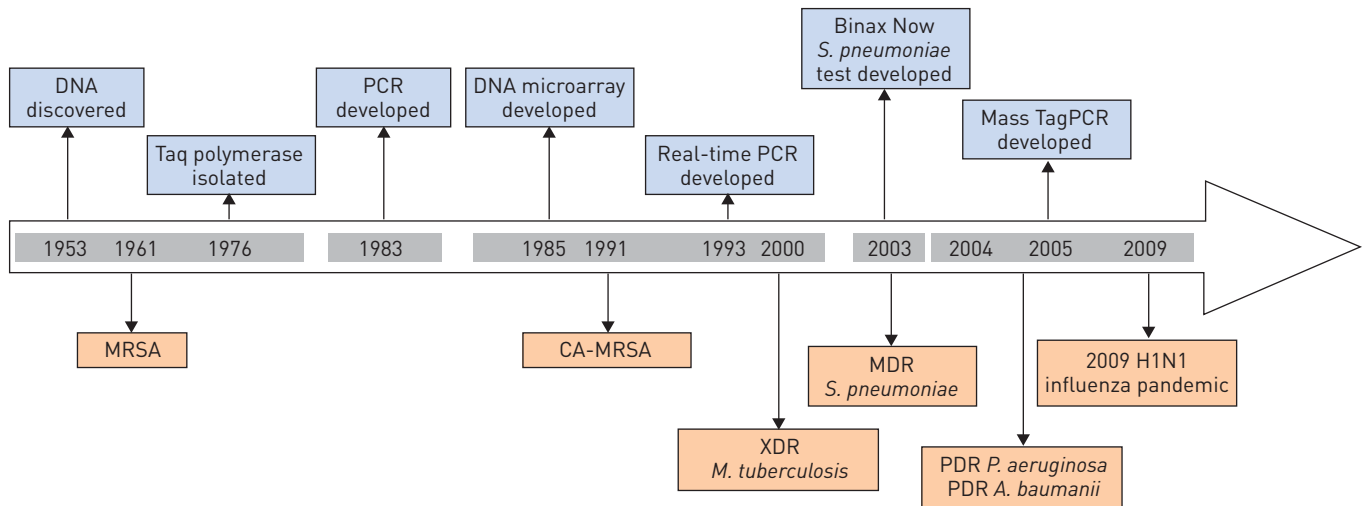 DNA
discovered
Taq polymerase
isolated
PCR
developed
DNA microarray
developed
Real-time PCR
developed
Binax Now
S. pneumoniae
test developed
Mass TagPCR
developed
1953 1961 1976 1983 1985 1991 1993 2000 2003 2004 2005 2009
MRSA
CA-MRSA
XDR
M. tuberculosis
MDR
S. pneumoniae
PDR P. aeruginosa
PDR A. baumanii
2009 H1N1
influenza pandemic